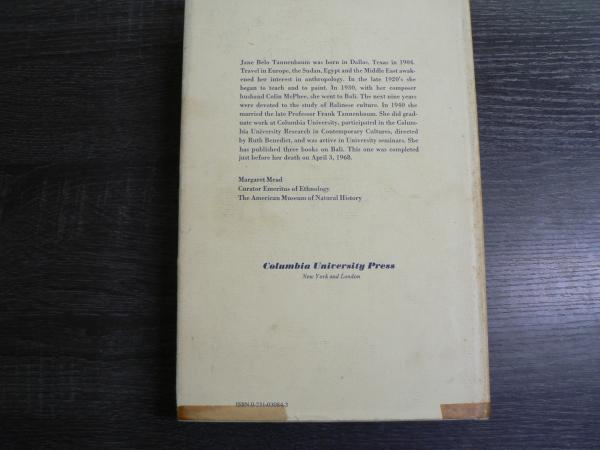 Jane Belo Tannenbaum was born in Dallas, Texas in 1904.
Travel in Europe, the Sudan, Egypt and the Middle East awak-
ened her interest in anthropology. In the late 1920's she
began to teach and to paint. In 1930, with her composer
husband Colin McPhee, she went to Bali. The next nine years
were devoted to the study of Balinese culture. In 1940 she
married the late Professor Frank Tannenbaum. She did grad-
uate work at Columbia University, participated in the Colum-
bia University Research in Contemporary Cultures, directed
by Ruth Benedict, and was active in University seminars. She
has published three books on Bali. This one was completed
just before her death on April 3, 1968.
Margaret Mead
Curator Emeritus of Ethnology
The American Museum of Natural History
Columbia University Press
New York and London
ISBN 0-231-03084-3